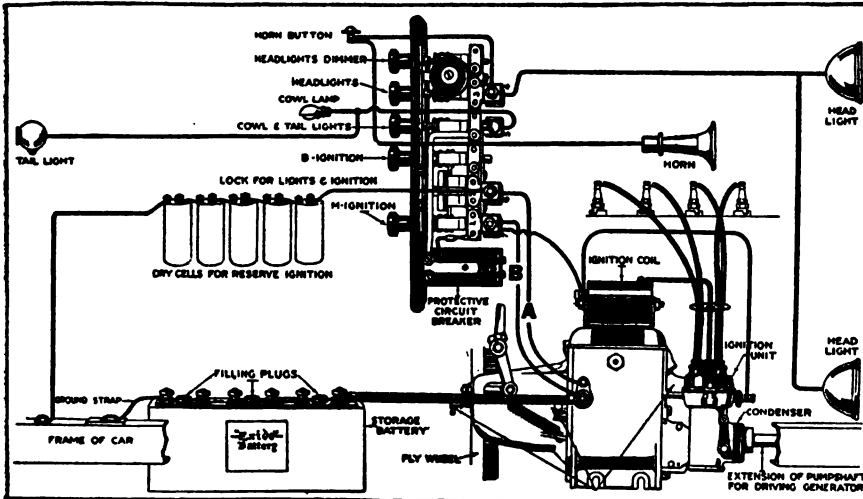 HORN BUTTON
HEADLIGHTS DIMMER
HEADLIGHTS
COWL LAMP
COWL & TAIL LIGHTS
TAIL LIGHT
B-IGNITION
LOCK FOR LIGHTS & IGNITION
M-IGNITION
DRY CELLS FOR RESERVE IGNITION
PROTECTIVE
CIRCUIT
BREAKER
B
A
HEAD
LIGHT
HORN
IGNITION COIL
IGNITION
UNIT
HEAD
LIGHT
CONDENSER
GROUND STRAP
FILLING PLUGS
FRAME OF CAR
Exide
Battery
STORAGE
BATTERY
FLY WHEEL
EXTENSION OF PUMPSHAFT
FOR DRIVING GENERATOR